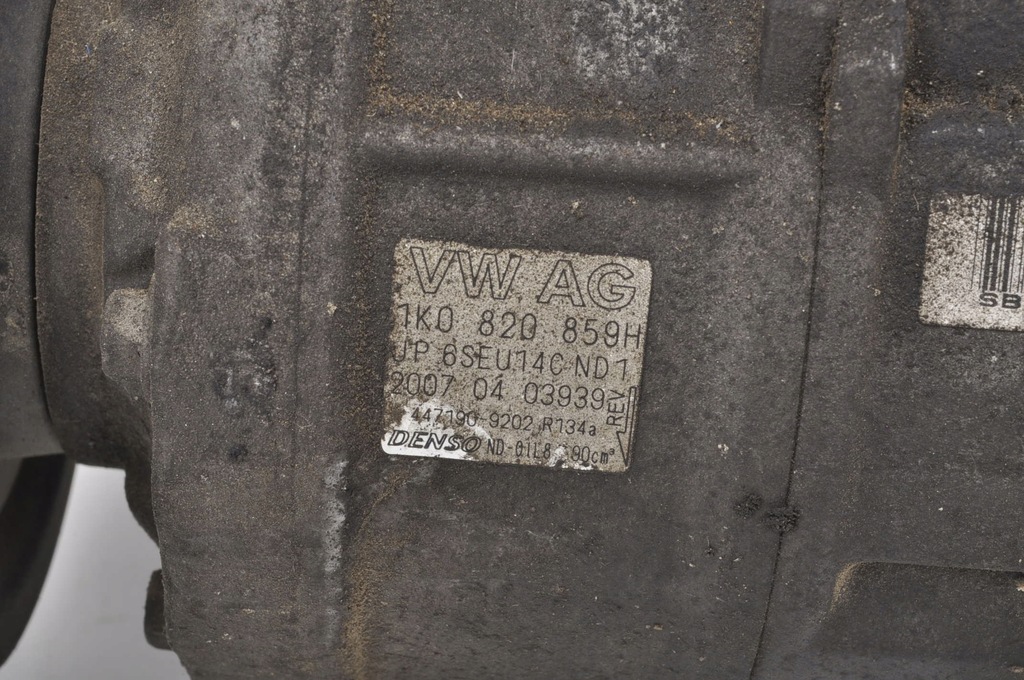 VW AG
1K0 820 859H
JP 6SEU14C ND1
2007 04 03939
REV
447190-9202 R134a
DENSO ND-OIL8 90cm³
SB